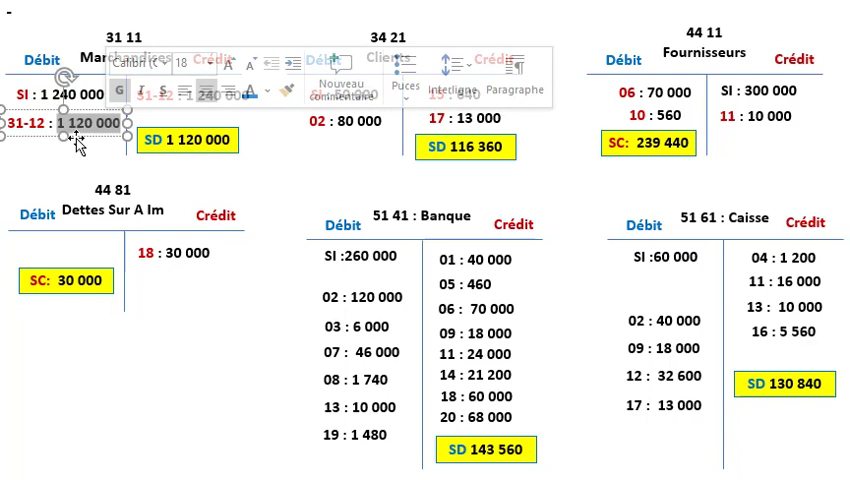 -
31 11
Débit
Marchandises
Crédit
SI : 1 240 000
31-12 : 1 240 000
31-12 : 1 120 000
SD 1 120 000
34 21
Débit
Clients
Crédit
02 : 80 000
17 : 13 000
SD 116 360
Calibri (C
18
A A
G I S A
Nouveau
commentaire
Puces
Interligne
Paragraphe
44 11
Fournisseurs
Débit
Crédit
06 : 70 000
10 : 560
SC: 239 440
SI : 300 000
11 : 10 000
44 81
Dettes Sur A Im
Débit
Crédit
18 : 30 000
SC: 30 000
51 41 : Banque
Débit
Crédit
SI :260 000
02 : 120 000
03 : 6 000
07 : 46 000
08 : 1 740
13 : 10 000
19 : 1 480
01 : 40 000
05 : 460
06 : 70 000
09 : 18 000
11 : 24 000
14 : 21 200
18 : 60 000
20 : 68 000
SD 143 560
51 61 : Caisse
Débit
Crédit
SI :60 000
02 : 40 000
09 : 18 000
12 : 32 600
17 : 13 000
04 : 1 200
11 : 16 000
13 : 10 000
16 : 5 560
SD 130 840